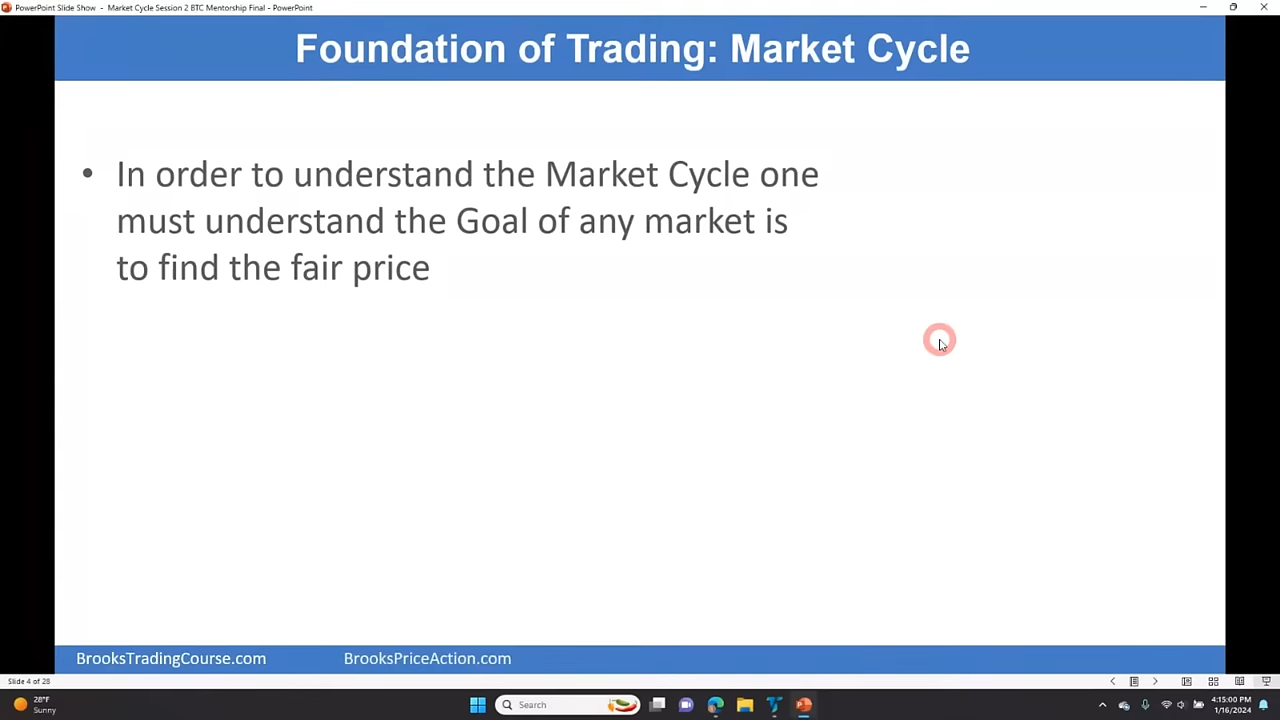 PowerPoint Slide Show - Market Cycle Session 2 BTC Mentorship Final - PowerPoint
Foundation of Trading: Market Cycle
• In order to understand the Market Cycle one
must understand the Goal of any market is
to find the fair price
BrooksTradingCourse.com BrooksPriceAction.com
Slide 4 of 28
28°F
Sunny
Search
4:15:00 PM
1/16/2024